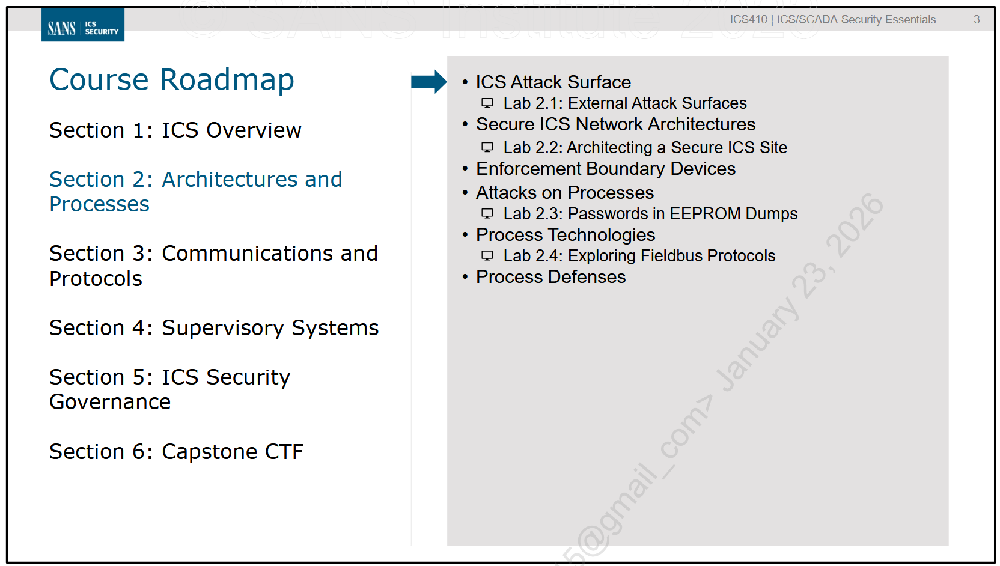 © SANS Institute 2026
SANS
ICS
SECURITY
ICS410 | ICS/SCADA Security Essentials 3
Course Roadmap
Section 1: ICS Overview
Section 2: Architectures and
Processes
Section 3: Communications and
Protocols
Section 4: Supervisory Systems
Section 5: ICS Security
Governance
Section 6: Capstone CTF
• ICS Attack Surface
Lab 2.1: External Attack Surfaces
• Secure ICS Network Architectures
Lab 2.2: Architecting a Secure ICS Site
• Enforcement Boundary Devices
• Attacks on Processes
Lab 2.3: Passwords in EEPROM Dumps
• Process Technologies
Lab 2.4: Exploring Fieldbus Protocols
• Process Defenses
5@gmail_com> January 23, 2026